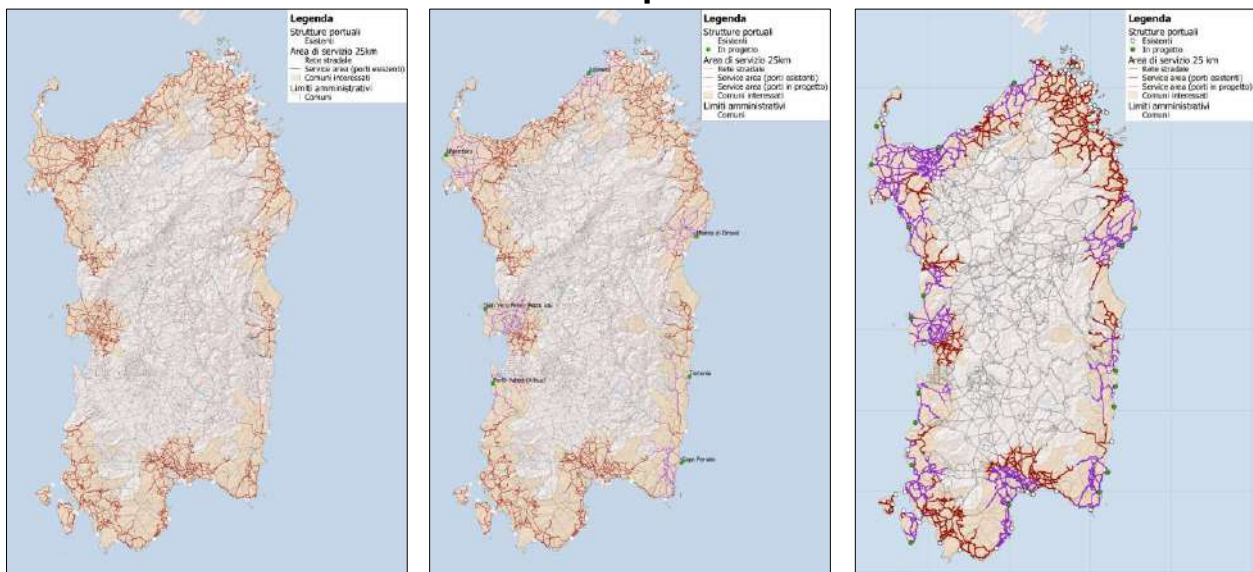 Legenda
Strutture portuali
Esistenti
Area di servizio 25km
Rete stradale
Service area (porti esistenti)
Comuni interessati
Limiti amministrativi
Comuni
Legenda
Strutture portuali
Esistenti
In progetto
Area di servizio 25km
Rete stradale
Service area (porti esistenti)
Service area (porti in progetto)
Comuni interessati
Limiti amministrativi
Comuni
Capo Ferrato
Legenda
Strutture portuali
Esistenti
In progetto
Area di servizio 25 km
Rete stradale
Service area (porti esistenti)
Service area (porti in progetto)
Comuni interessati
Limiti amministrativi
Comuni